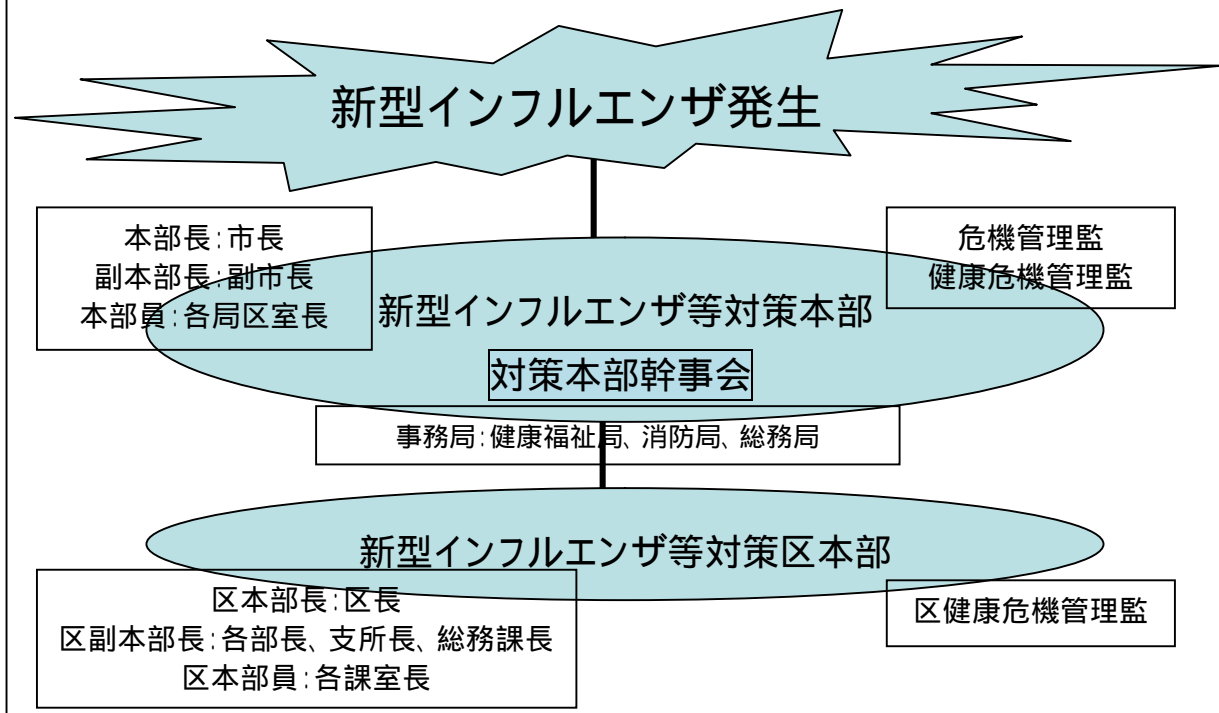 新型インフルエンザ発生
本部長：市長
副本部長：副市長
本部員：各局区室長
危機管理監
健康危機管理監
新型インフルエンザ等対策本部
対策本部幹事会
事務局：健康福祉局、消防局、総務局
新型インフルエンザ等対策区本部
区本部長：区長
区副本部長：各部長、支所長、総務課長
区本部員：各課室長
区健康危機管理監